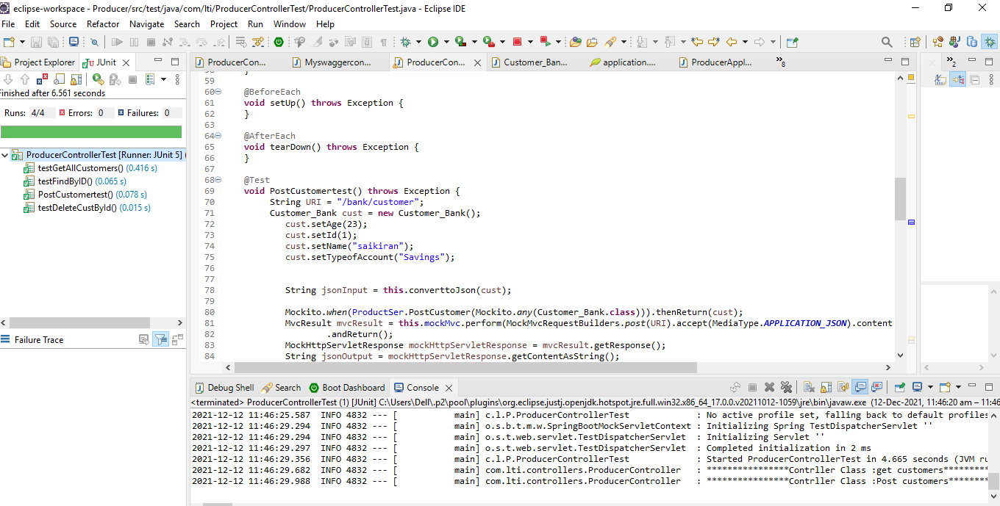 eclipse-workspace - Producer/src/test/java/com/lti/ProducerControllerTest/ProducerControllerTest.java - Eclipse IDE
File Edit Source Refactor Navigate Search Project Run Window Help
Project Explorer JUnit
Finished after 6.561 seconds
Runs: 4/4 Errors: 0 Failures: 0
ProducerControllerTest [Runner: JUnit 5] (
testGetAllCustomers() (0.416 s)
testFindByID() (0.065 s)
PostCustomertest() (0.078 s)
testDeleteCustById() (0.015 s)
Failure Trace
ProducerCon... Myswaggercon... ProducerCon... Customer_Ban... application.... ProducerAppl... »8
»2
58 }
59
60 @BeforeEach
61 void setUp() throws Exception {
62 }
63
64 @AfterEach
65 void tearDown() throws Exception {
66 }
67
68 @Test
69 void PostCustomertest() throws Exception {
70 String URI = "/bank/customer";
71 Customer_Bank cust = new Customer_Bank();
72 cust.setAge(23);
73 cust.setId(1);
74 cust.setName("saikiran");
75 cust.setTypeofAccount("Savings");
76
77
78 String jsonInput = this.converttoJson(cust);
79
80 Mockito.when(ProductSer.PostCustomer(Mockito.any(Customer_Bank.class))).thenReturn(cust);
81 MvcResult mvcResult = this.mockMvc.perform(MockMvcRequestBuilders.post(URI).accept(MediaType.APPLICATION_JSON).content
82 .andReturn();
83 MockHttpServletResponse mockHttpServletResponse = mvcResult.getResponse();
84 String jsonOutput = mockHttpServletResponse.getContentAsString();
Debug Shell Search Boot Dashboard Console
<terminated> ProducerControllerTest (1) [JUnit] C:\Users\Dell\.p2\pool\plugins\org.eclipse.justj.openjdk.hotspot.jre.full.win32.x86_64_17.0.0.v20211012-1059\jre\bin\javaw.exe (12-Dec-2021, 11:46:20 am – 11:46
2021-12-12 11:46:25.587 INFO 4832 --- [ main] c.l.P.ProducerControllerTest : No active profile set, falling back to default profiles
2021-12-12 11:46:29.294 INFO 4832 --- [ main] o.s.b.t.m.w.SpringBootMockServletContext : Initializing Spring TestDispatcherServlet ''
2021-12-12 11:46:29.294 INFO 4832 --- [ main] o.s.t.web.servlet.TestDispatcherServlet : Initializing Servlet ''
2021-12-12 11:46:29.297 INFO 4832 --- [ main] o.s.t.web.servlet.TestDispatcherServlet : Completed initialization in 2 ms
2021-12-12 11:46:29.356 INFO 4832 --- [ main] c.l.P.ProducerControllerTest : Started ProducerControllerTest in 4.665 seconds (JVM ru
2021-12-12 11:46:29.682 INFO 4832 --- [ main] com.lti.controllers.ProducerController : ****************Contrller Class :get customers*********
2021-12-12 11:46:29.988 INFO 4832 --- [ main] com.lti.controllers.ProducerController : ****************Contrller Class :Post customers********